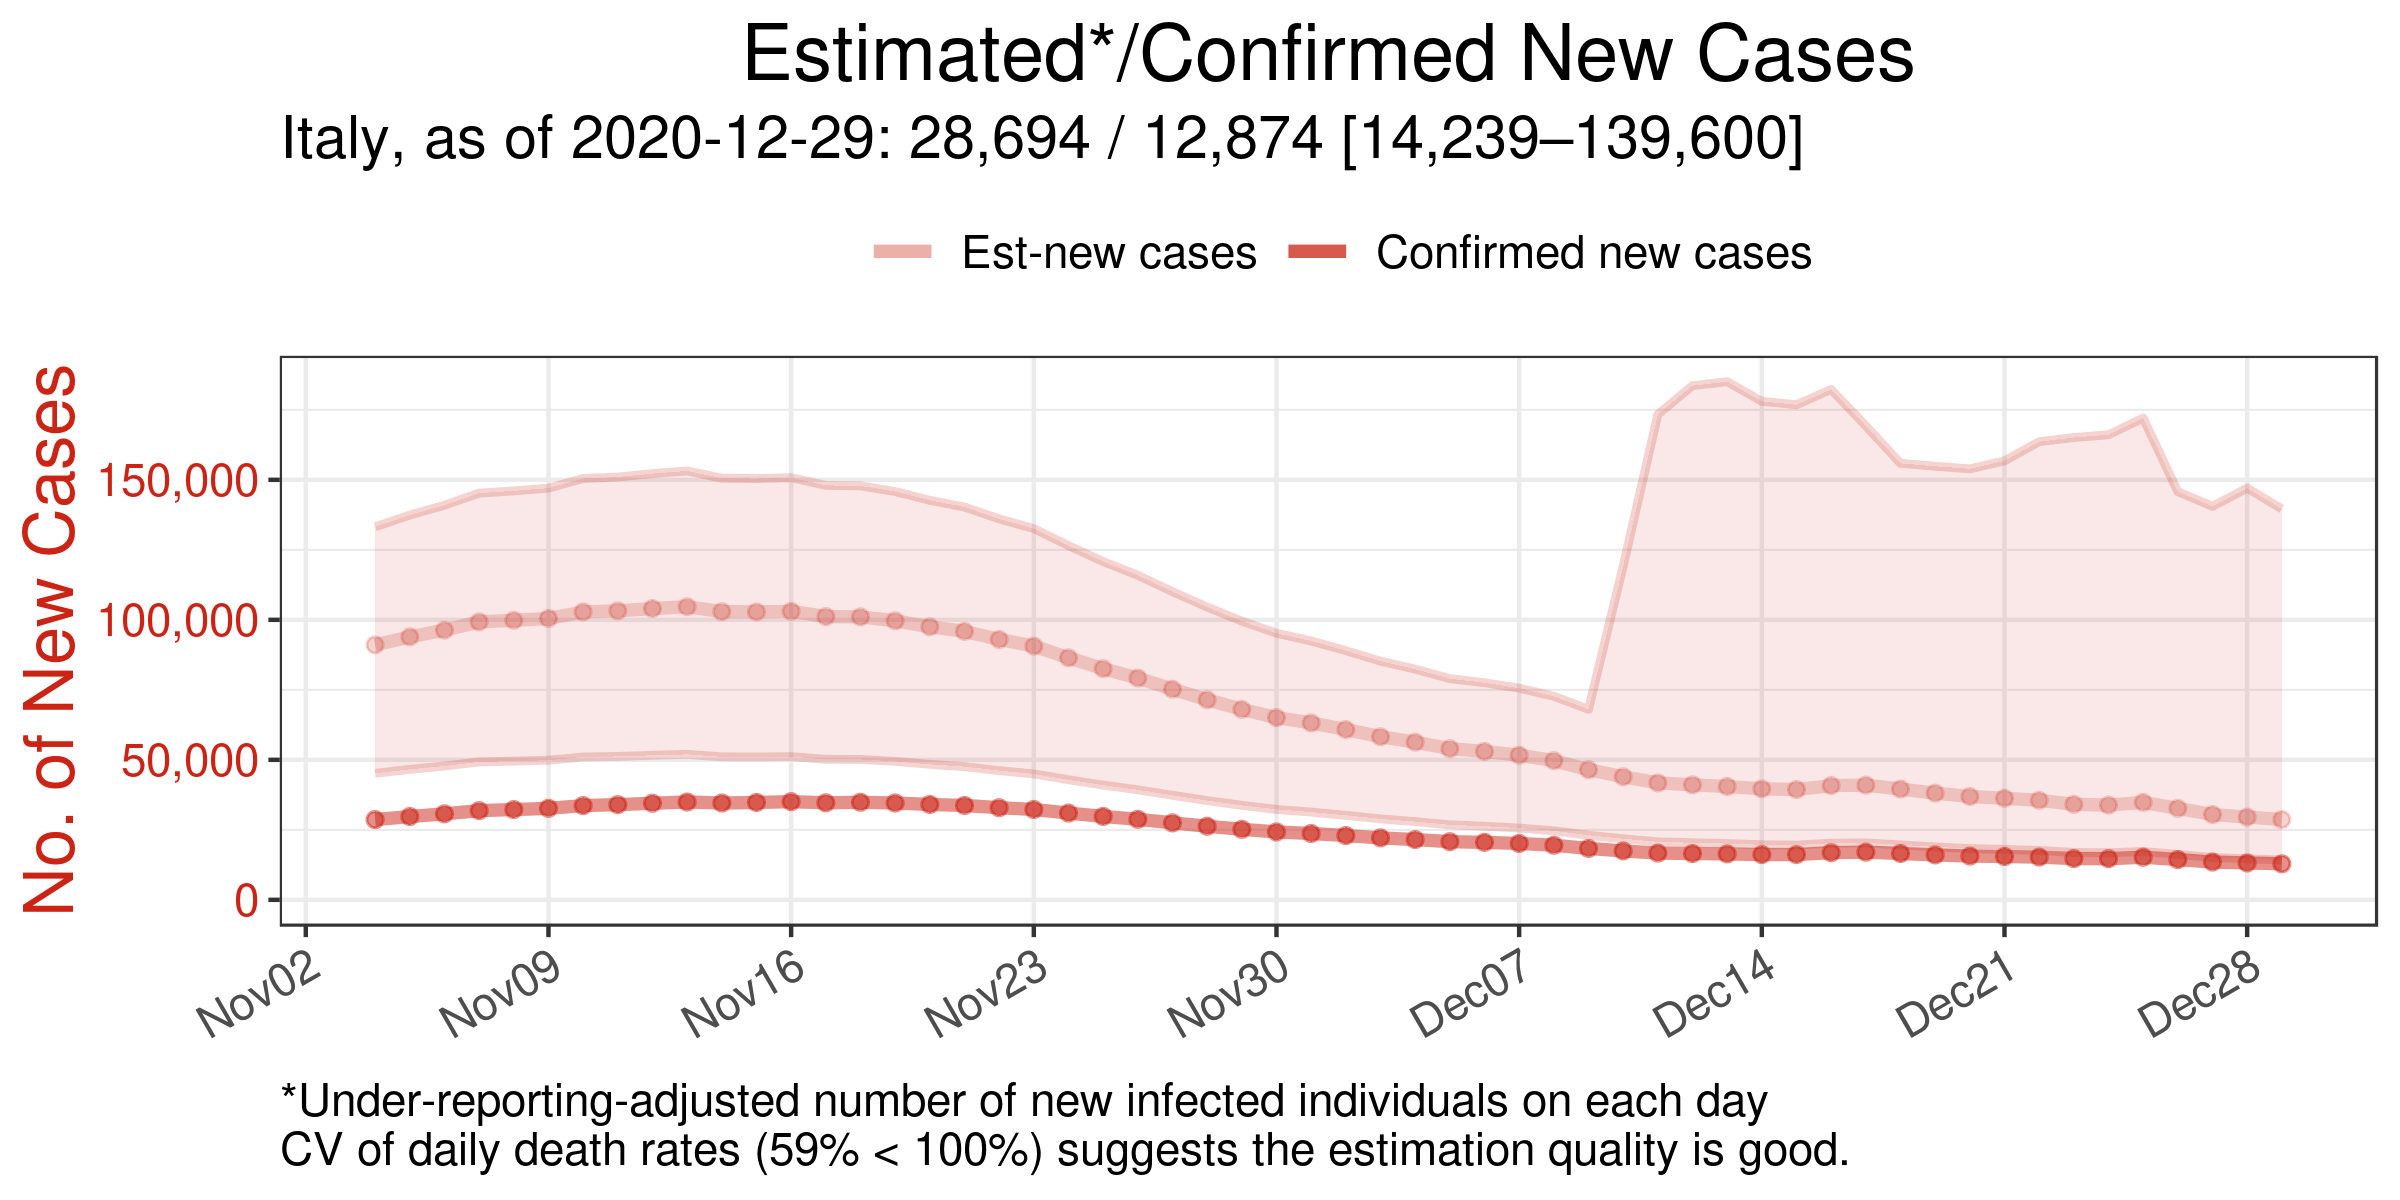 Estimated*/Confirmed New Cases
Italy, as of 2020-12-29: 28,694 / 12,874 [14,239–139,600]
Est-new cases
Confirmed new cases
No. of New Cases
150,000
100,000
50,000
0
Nov02
Nov09
Nov16
Nov23
Nov30
Dec07
Dec14
Dec21
Dec28
*Under-reporting-adjusted number of new infected individuals on each day
CV of daily death rates (59% < 100%) suggests the estimation quality is good.